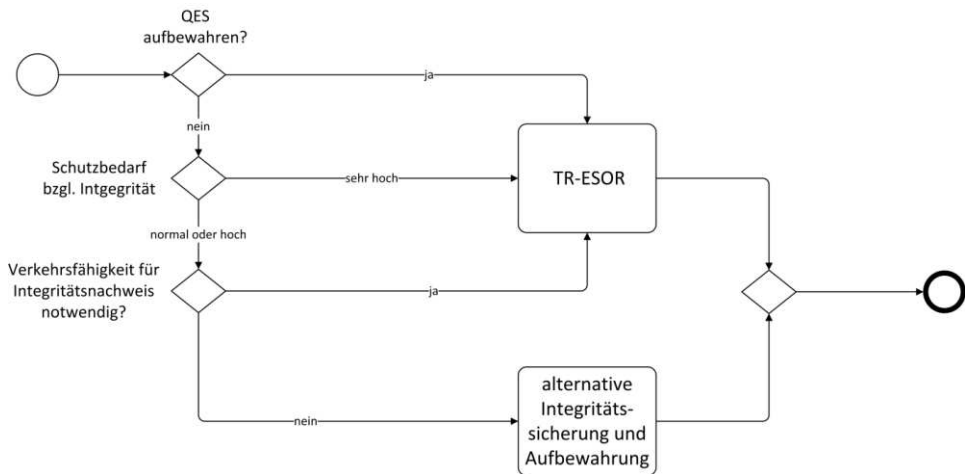 QES
aufbewahren?
ja
nein
Schutzbedarf
bzgl. Intgegrität
sehr hoch
TR-ESOR
normal oder hoch
Verkehrsfähigkeit für
Integritätsnachweis
notwendig?
ja
nein
alternative
Integritäts-
sicherung und
Aufbewahrung